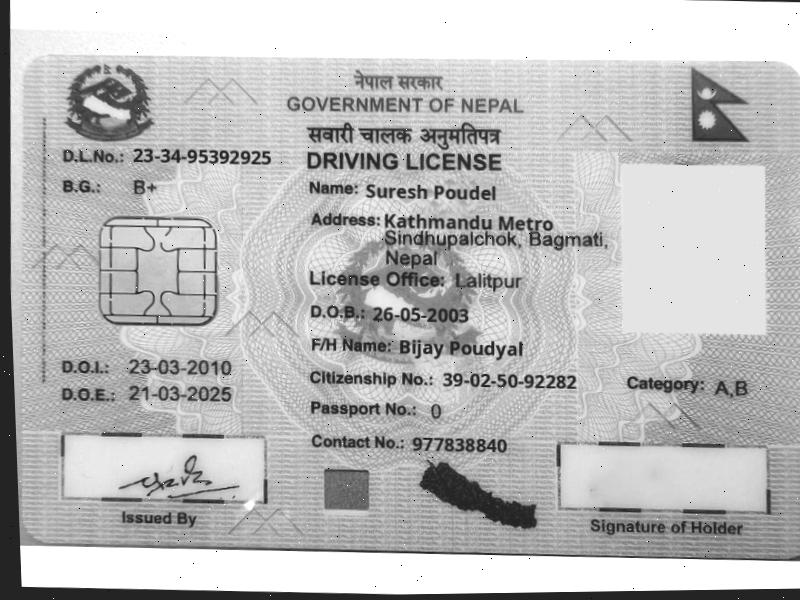 नेपाल सरकार
GOVERNMENT OF NEPAL
सवारी चालक अनुमतिपत्र
DRIVING LICENSE
D.L.No.: 23-34-95392925
B.G.: B+
Name: Suresh Poudel
Address: Kathmandu Metro
Sindhupalchok, Bagmati,
Nepal
License Office: Lalitpur
D.O.B.: 26-05-2003
F/H Name: Bijay Poudyal
D.O.I.: 23-03-2010
D.O.E.: 21-03-2025
Citizenship No.: 39-02-50-92282
Category: A,B
Passport No.: 0
Contact No.: 977838840
Issued By
Signature of Holder